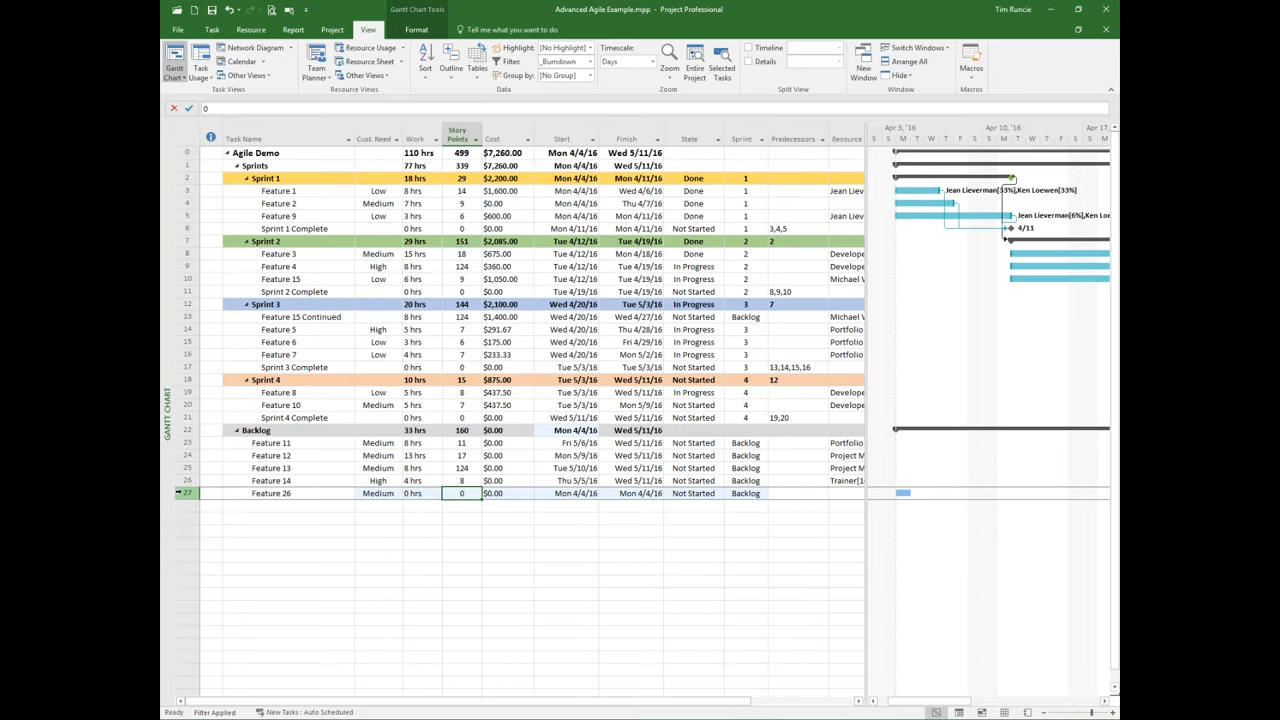 Gantt Chart Tools
Advanced Agile Example.mpp - Project Professional
Tim Runcie
File Task Resource Report Project View Format Tell me what you want to do
Gantt Chart
Task Usage
Network Diagram
Calendar
Other Views
Task Views
Team Planner
Resource Usage
Resource Sheet
Other Views
Resource Views
Sort
Outline
Tables
Highlight: [No Highlight]
Filter: _Burndown
Group by: [No Group]
Data
Timescale:
Days
Zoom
Entire Project
Selected Tasks
Zoom
Timeline
Details
Split View
New Window
Switch Windows
Arrange All
Hide
Window
Macros
Macros
0
Task Name Cust. Need Work Story Points Cost Start Finish State Sprint Predecessors Resource
Apr 3, '16 Apr 10, '16 Apr 17,
S S M T W T F S S M T W T F S S M
0 Agile Demo 110 hrs 499 $7,260.00 Mon 4/4/16 Wed 5/11/16
1 Sprints 77 hrs 339 $7,260.00 Mon 4/4/16 Wed 5/11/16
2 Sprint 1 18 hrs 29 $2,200.00 Mon 4/4/16 Mon 4/11/16 Done 1
3 Feature 1 Low 8 hrs 14 $1,600.00 Mon 4/4/16 Wed 4/6/16 Done 1 Jean Liev Jean Lieverman[33%],Ken Loewen[33%]
4 Feature 2 Medium 7 hrs 9 $0.00 Mon 4/4/16 Thu 4/7/16 Done 1
5 Feature 9 Low 3 hrs 6 $600.00 Mon 4/4/16 Mon 4/11/16 Done 1 Jean Liev Jean Lieverman[6%],Ken Loe
6 Sprint 1 Complete 0 hrs 0 $0.00 Mon 4/11/16 Mon 4/11/16 Not Started 1 3,4,5 4/11
7 Sprint 2 29 hrs 151 $2,085.00 Tue 4/12/16 Tue 4/19/16 Done 2 2
8 Feature 3 Medium 15 hrs 18 $675.00 Tue 4/12/16 Mon 4/18/16 Done 2 Develope
9 Feature 4 High 8 hrs 124 $360.00 Tue 4/12/16 Tue 4/19/16 In Progress 2 Develope
10 Feature 15 Low 6 hrs 9 $1,050.00 Tue 4/12/16 Tue 4/19/16 In Progress 2 Michael W
11 Sprint 2 Complete 0 hrs 0 $0.00 Tue 4/19/16 Tue 4/19/16 Not Started 2 8,9,10
12 Sprint 3 20 hrs 144 $2,100.00 Wed 4/20/16 Tue 5/3/16 In Progress 3 7
13 Feature 15 Continued 8 hrs 124 $1,400.00 Wed 4/20/16 Wed 4/27/16 Not Started Backlog Michael W
14 Feature 5 High 5 hrs 7 $291.67 Wed 4/20/16 Thu 4/28/16 In Progress 3 Portfolio
15 Feature 6 Low 3 hrs 6 $175.00 Wed 4/20/16 Fri 4/29/16 In Progress 3 Portfolio
16 Feature 7 Low 4 hrs 7 $233.33 Wed 4/20/16 Mon 5/2/16 Not Started 3 Portfolio
17 Sprint 3 Complete 0 hrs 0 $0.00 Tue 5/3/16 Tue 5/3/16 Not Started 3 13,14,15,16
18 Sprint 4 10 hrs 15 $875.00 Tue 5/3/16 Wed 5/11/16 Not Started 4 12
19 Feature 8 Low 5 hrs 8 $437.50 Tue 5/3/16 Wed 5/11/16 In Progress 4 Develope
20 Feature 10 Medium 5 hrs 7 $437.50 Tue 5/3/16 Mon 5/9/16 Not Started 4 Develope
21 Sprint 4 Complete 0 hrs 0 $0.00 Wed 5/11/16 Wed 5/11/16 Not Started 4 19,20
22 Backlog 33 hrs 160 $0.00 Mon 4/4/16 Wed 5/11/16
23 Feature 11 Medium 8 hrs 11 $0.00 Fri 5/6/16 Wed 5/11/16 Not Started Backlog Portfolio
24 Feature 12 Medium 13 hrs 17 $0.00 Mon 5/9/16 Wed 5/11/16 Not Started Backlog Project M
25 Feature 13 Medium 8 hrs 124 $0.00 Tue 5/10/16 Wed 5/11/16 Not Started Backlog Project M
26 Feature 14 High 4 hrs 8 $0.00 Thu 5/5/16 Wed 5/11/16 Not Started Backlog Trainer[1
27 Feature 26 Medium 0 hrs 0 $0.00 Mon 4/4/16 Mon 4/4/16 Not Started Backlog
GANTT CHART
Ready Filter Applied New Tasks : Auto Scheduled